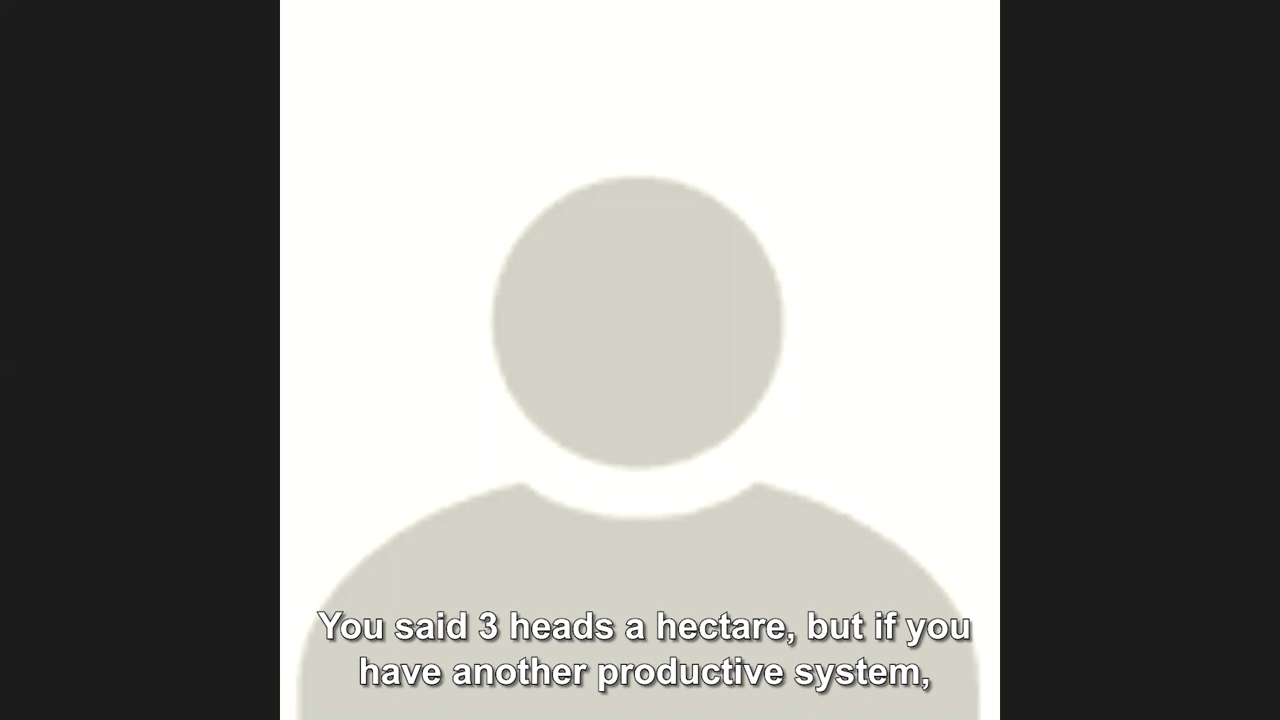 You said 3 heads a hectare, but if you
have another productive system,